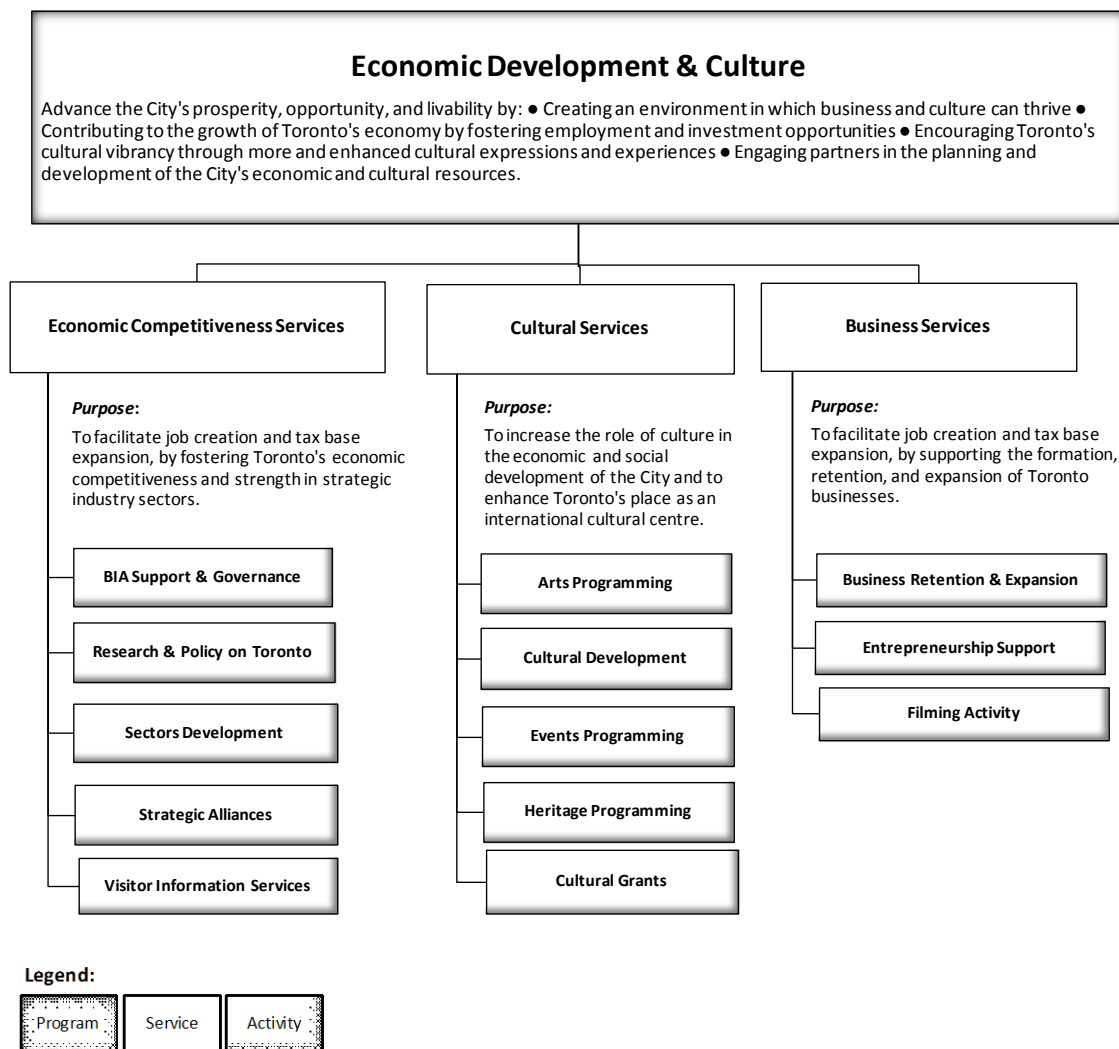 Economic Development & Culture
Advance the City's prosperity, opportunity, and livability by: ● Creating an environment in which business and culture can thrive ●
Contributing to the growth of Toronto's economy by fostering employment and investment opportunities ● Encouraging Toronto's
cultural vibrancy through more and enhanced cultural expressions and experiences ● Engaging partners in the planning and
development of the City's economic and cultural resources.
Economic Competitiveness Services
Purpose:
To facilitate job creation and tax base
expansion, by fostering Toronto's economic
competitiveness and strength in strategic
industry sectors.
BIA Support & Governance
Research & Policy on Toronto
Sectors Development
Strategic Alliances
Visitor Information Services
Cultural Services
Purpose:
To increase the role of culture in
the economic and social
development of the City and to
enhance Toronto's place as an
international cultural centre.
Arts Programming
Cultural Development
Events Programming
Heritage Programming
Cultural Grants
Business Services
Purpose:
To facilitate job creation and tax base
expansion, by supporting the formation,
retention, and expansion of Toronto
businesses.
Business Retention & Expansion
Entrepreneurship Support
Filming Activity
Legend:
Program
Service
Activity